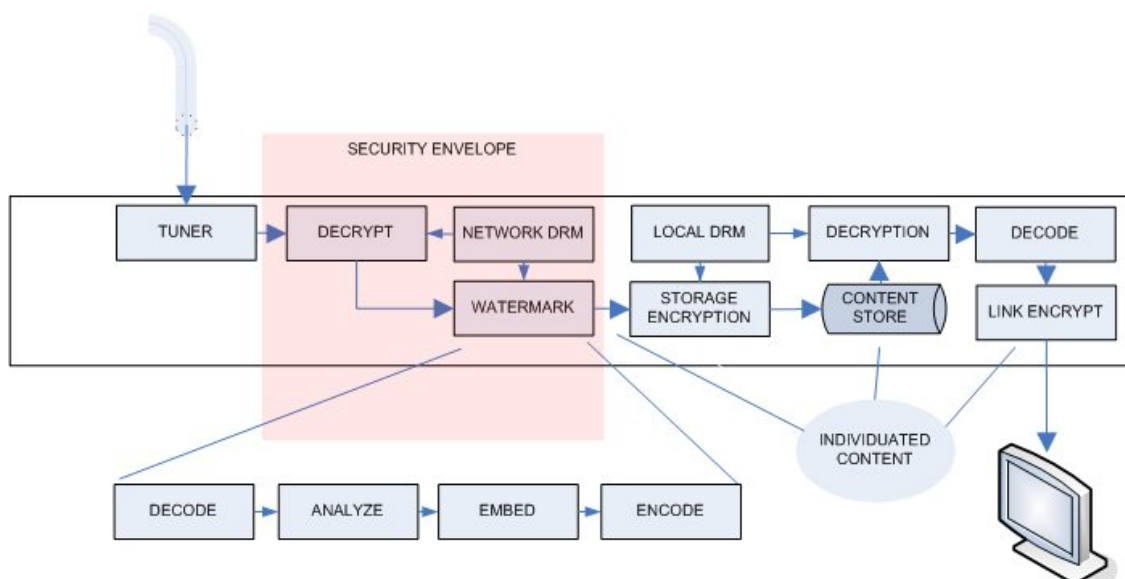 SECURITY ENVELOPE
TUNER
DECRYPT
NETWORK DRM
LOCAL DRM
DECRYPTION
DECODE
WATERMARK
STORAGE
ENCRYPTION
CONTENT
STORE
LINK ENCRYPT
INDIVIDUATED
CONTENT
DECODE
ANALYZE
EMBED
ENCODE